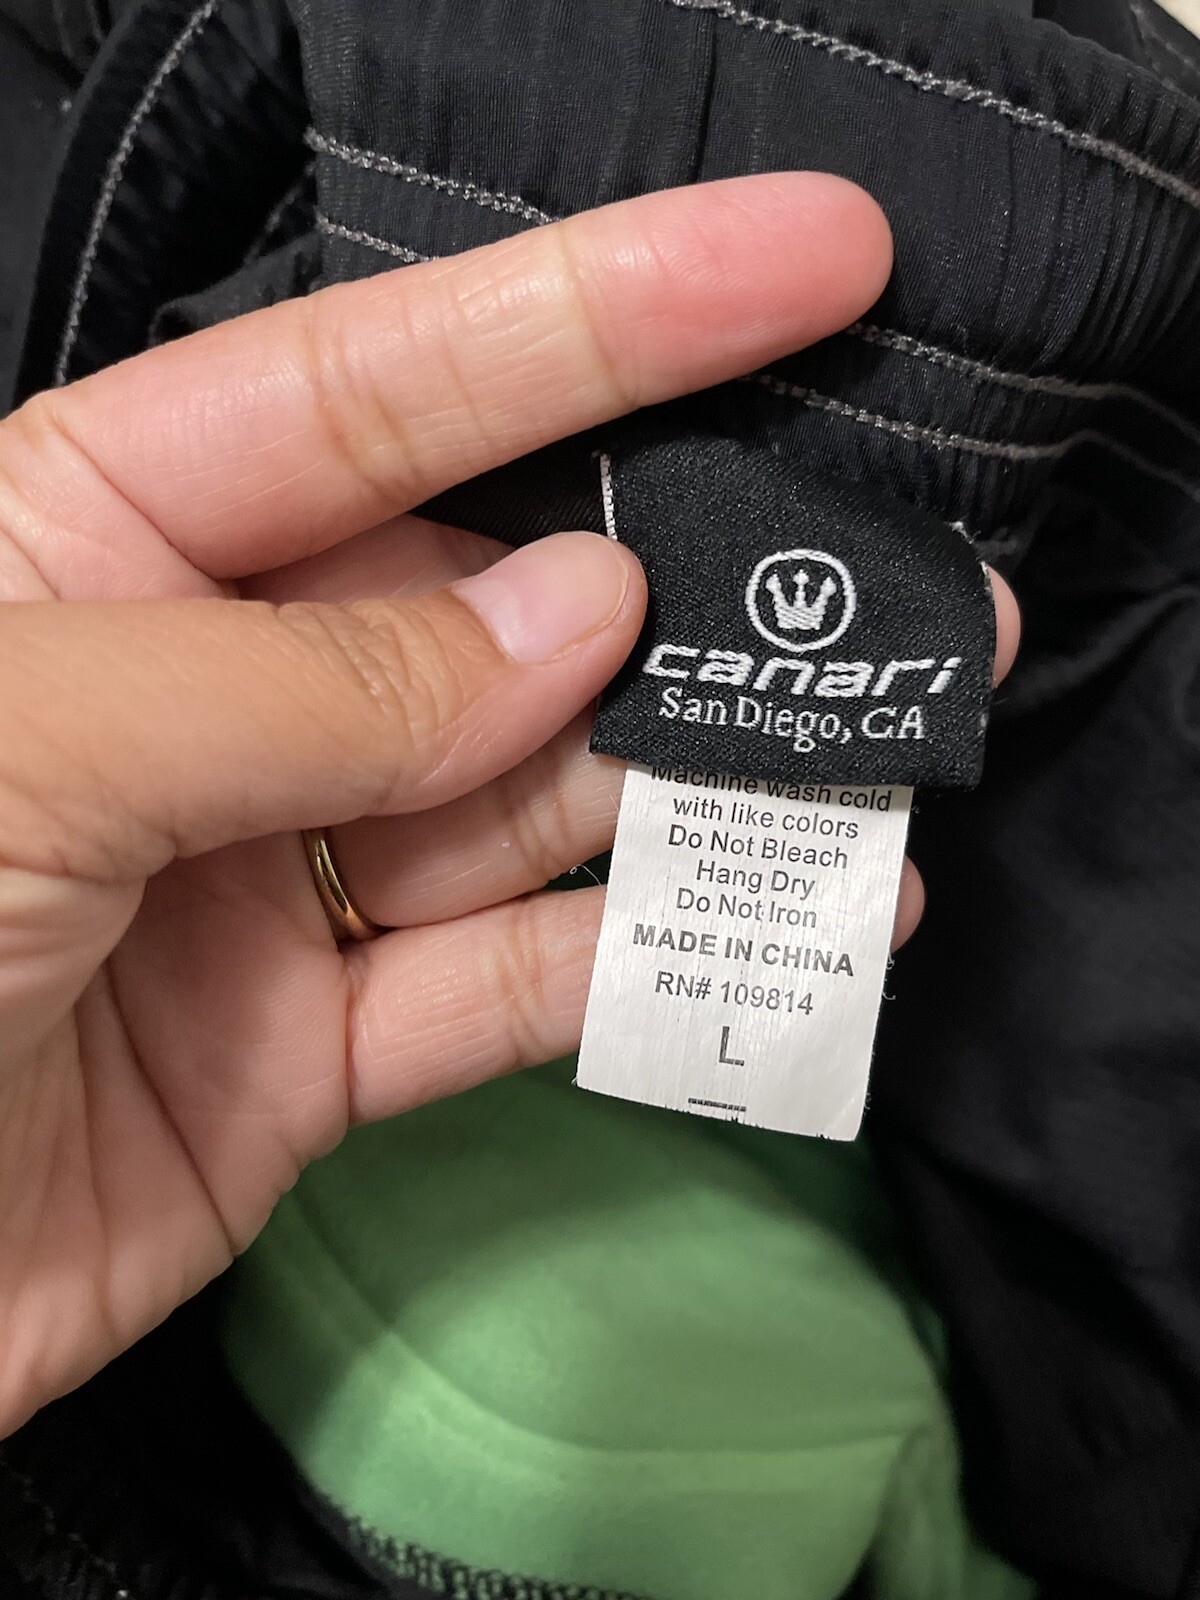 canari
San Diego, CA
Machine wash cold
with like colors
Do Not Bleach
Hang Dry
Do Not Iron
MADE IN CHINA
RN# 109814
L